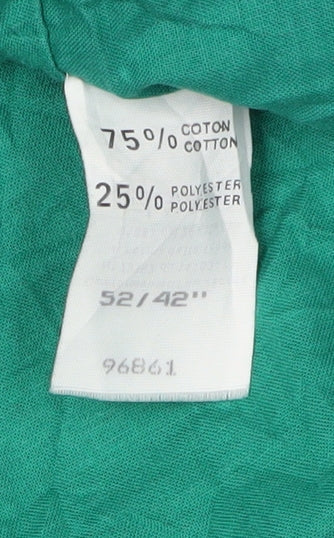 75% COTON
COTTON
25% POLYESTER
POLYESTER
52/42"
96861